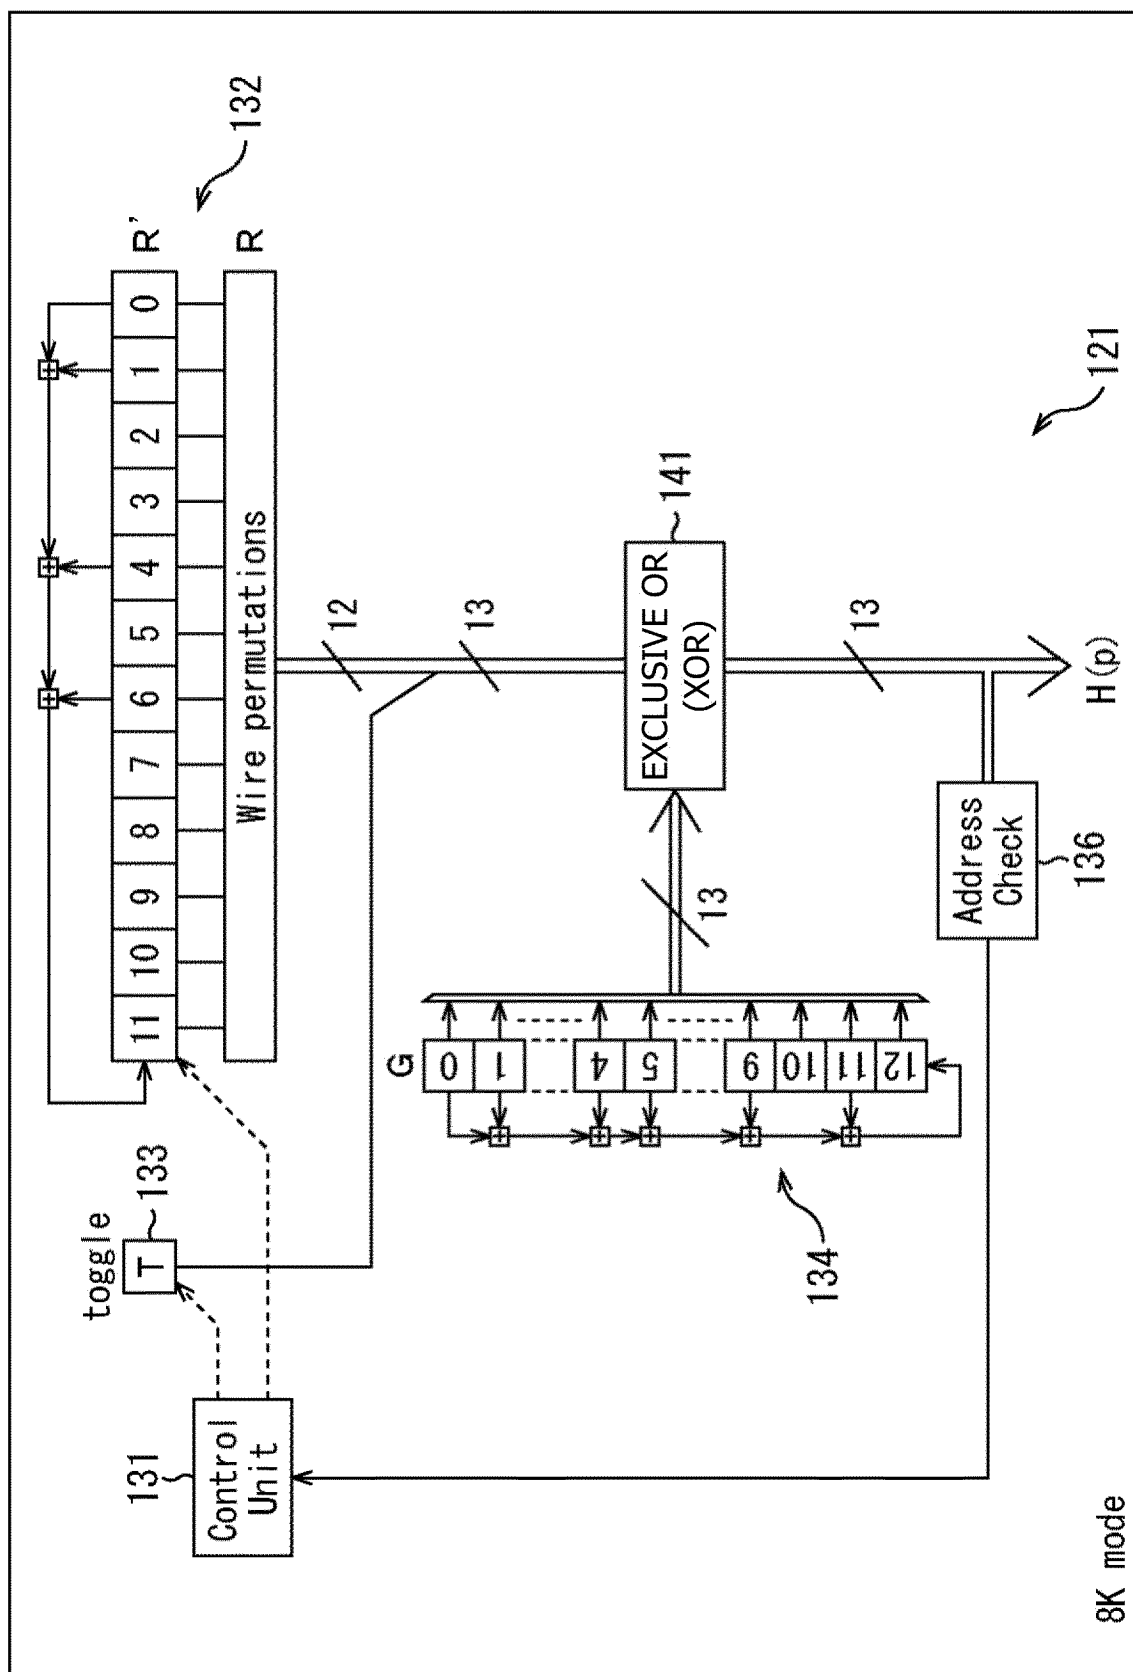 132
R'
11 10 9 8 7 6 5 4 3 2 1 0
R
Wire permutations
toggle
T
133
131
Control
Unit
12
13
G
0
1
4
5
9
10
11
12
134
13
EXCLUSIVE OR
(XOR)
141
13
Address
Check
136
H(p)
121
8K mode